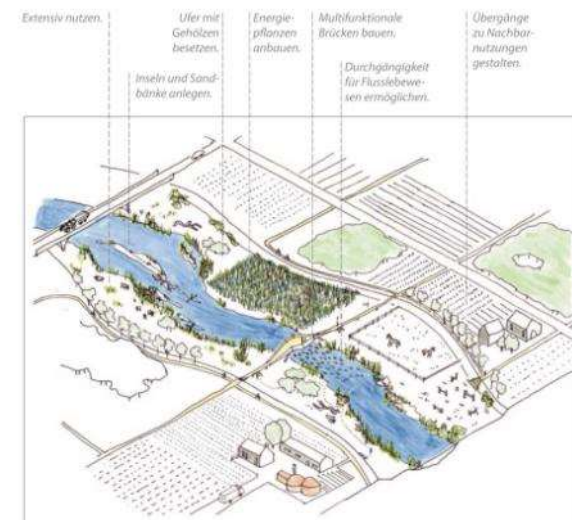 Extensiv nutzen.
Inseln und Sand-
bänke anlegen.
Ufer mit
Gehölzen
besetzen.
Energie-
pflanzen
anbauen.
Multifunktionale
Brücken bauen.
Durchgängigkeit
für Flusslebewe-
sen ermöglichen.
Übergänge
zu Nachbar-
nutzungen
gestalten.